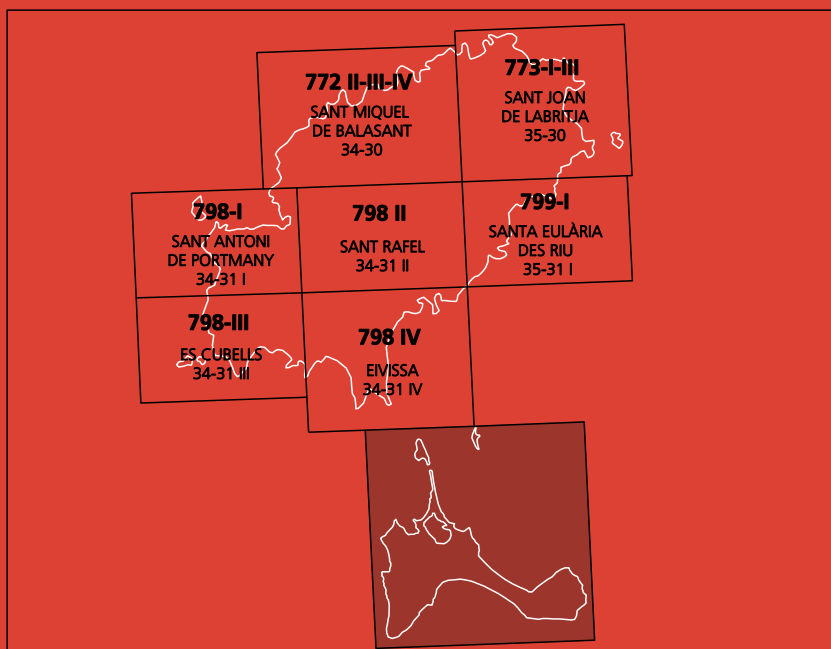 772 II-III-IV
SANT MIQUEL
DE BALASANT
34-30
773-I-III
SANT JOAN
DE LABRITJA
35-30
798-I
SANT ANTONI
DE PORTMANY
34-31 I
798 II
SANT RAFEL
34-31 II
799-I
SANTA EULÀRIA
DES RIU
35-31 I
798-III
ES CUBELLS
34-31 III
798 IV
EIVISSA
34-31 IV